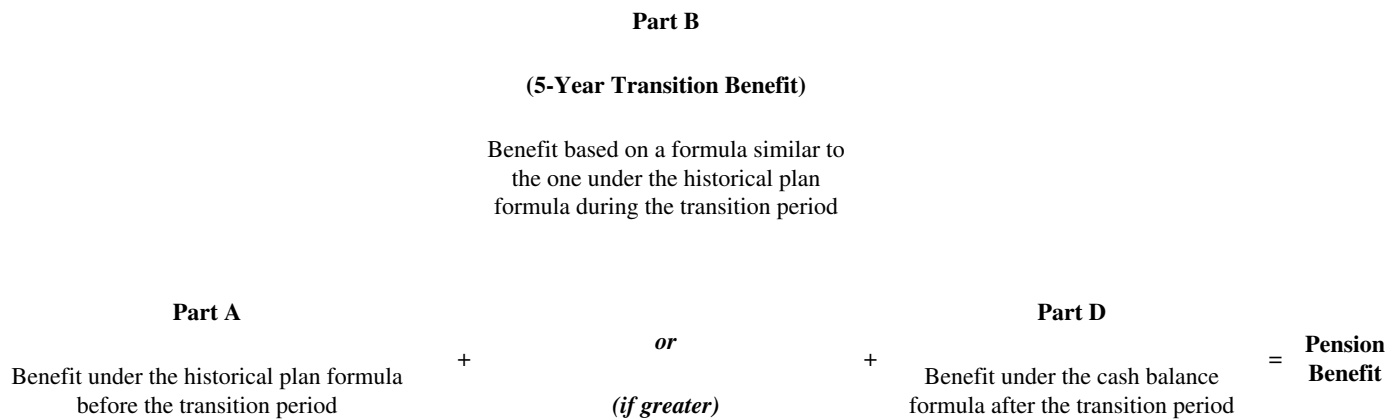 Part B
(5-Year Transition Benefit)
Benefit based on a formula similar to
the one under the historical plan
formula during the transition period
Part A
Benefit under the historical plan formula
before the transition period
+
or
(if greater)
+
Part D
Benefit under the cash balance
formula after the transition period
=
Pension
Benefit